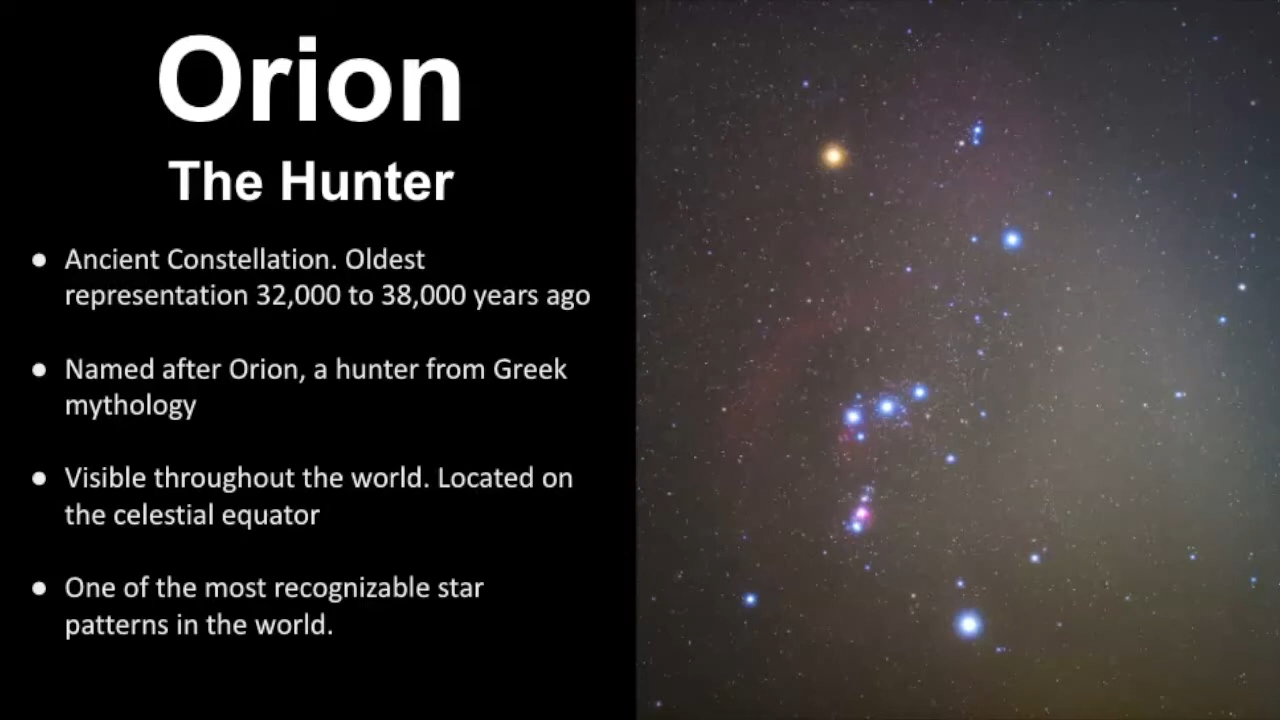 Orion
The Hunter
● Ancient Constellation. Oldest
representation 32,000 to 38,000 years ago
● Named after Orion, a hunter from Greek
mythology
● Visible throughout the world. Located on
the celestial equator
● One of the most recognizable star
patterns in the world.